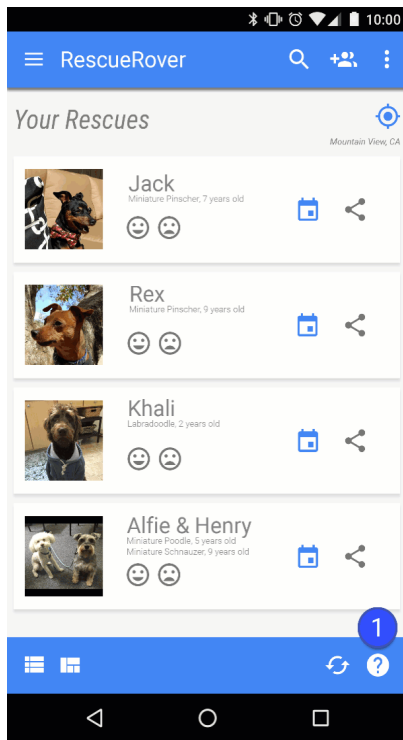 10:00
RescueRover
Your Rescues
Mountain View, CA
Jack
Miniature Pinscher, 7 years old
Rex
Miniature Pinscher, 9 years old
Khali
Labradoodle, 2 years old
Alfie & Henry
Miniature Poodle, 5 years old
Miniature Schnauzer, 9 years old
1